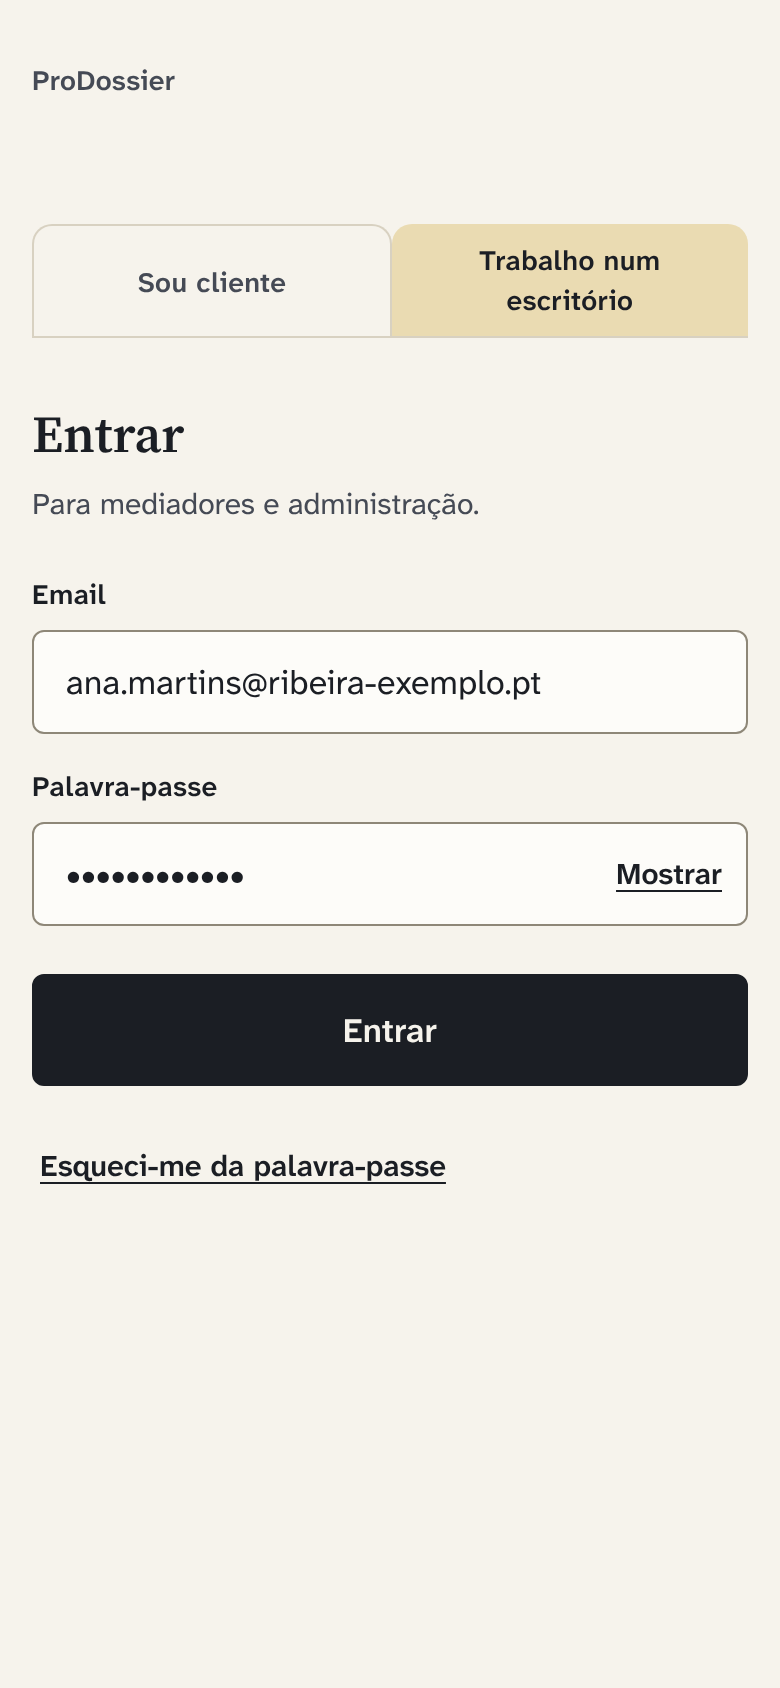 ProDossier
Sou cliente
Trabalho num
escritório
Entrar
Para mediadores e administração.
Email
ana.martins@ribeira-exemplo.pt
Palavra-passe
••••••••••••
Mostrar
Entrar
Esqueci-me da palavra-passe